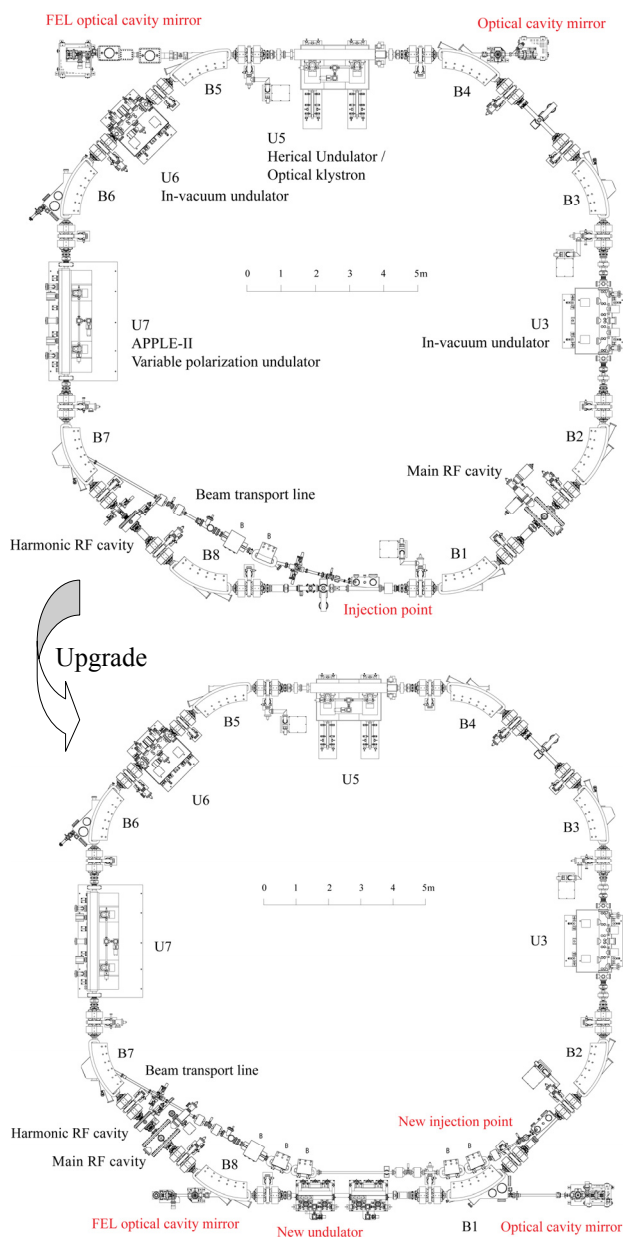 FEL optical cavity mirror
Optical cavity mirror
B5
B4
U5
Herical Undulator /
Optical klystron
U6
In-vacuum undulator
B6
B3
0 1 2 3 4 5m
U7
APPLE-II
Variable polarization undulator
U3
In-vacuum undulator
B7
B2
Main RF cavity
Beam transport line
B
B
B
Harmonic RF cavity
B8
B1
Injection point
Upgrade
B5
B4
U5
U6
B6
B3
0 1 2 3 4 5m
U7
U3
B7
B2
Beam transport line
New injection point
Harmonic RF cavity
B
B
B
B
B
Main RF cavity
B8
B1
FEL optical cavity mirror
New undulator
Optical cavity mirror